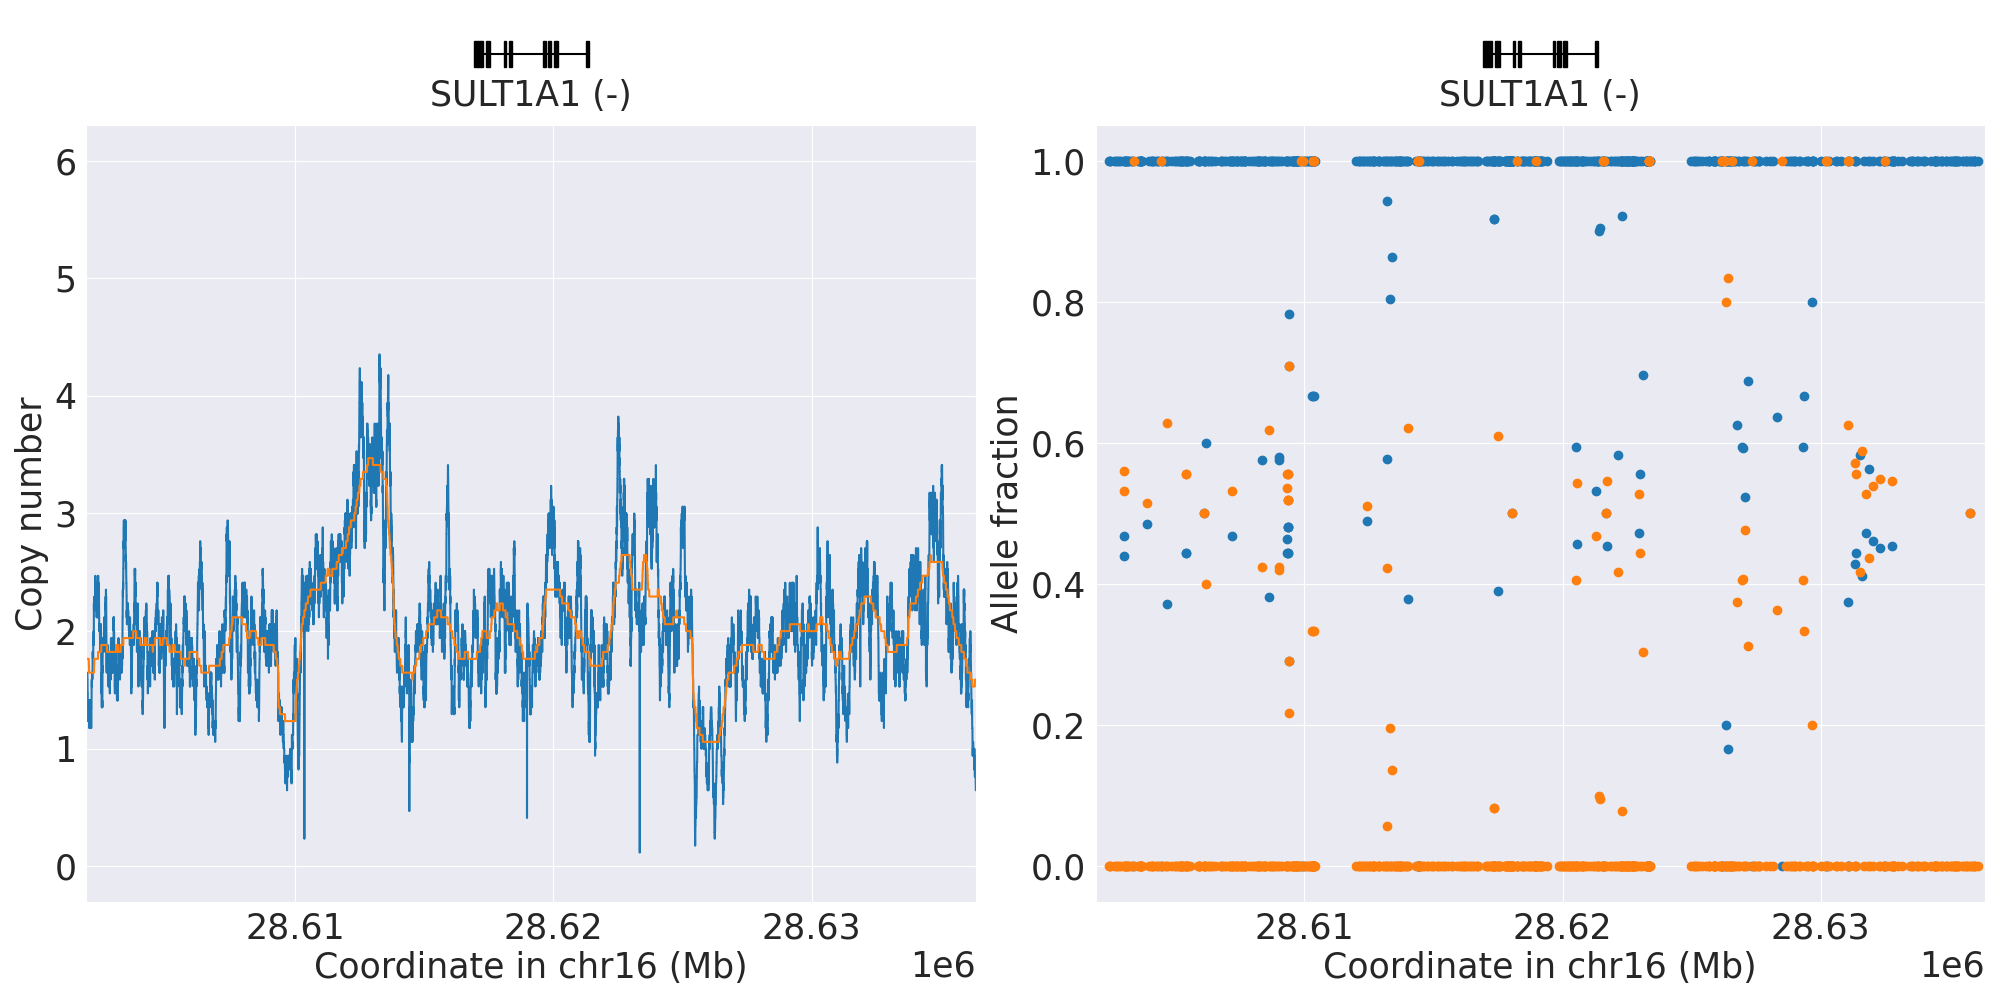 SULT1A1 (-)
Copy number
6
5
4
3
2
1
0
28.61 28.62 28.63
Coordinate in chr16 (Mb)
1e6
SULT1A1 (-)
Allele fraction
1.0
0.8
0.6
0.4
0.2
0.0
28.61 28.62 28.63
Coordinate in chr16 (Mb)
1e6